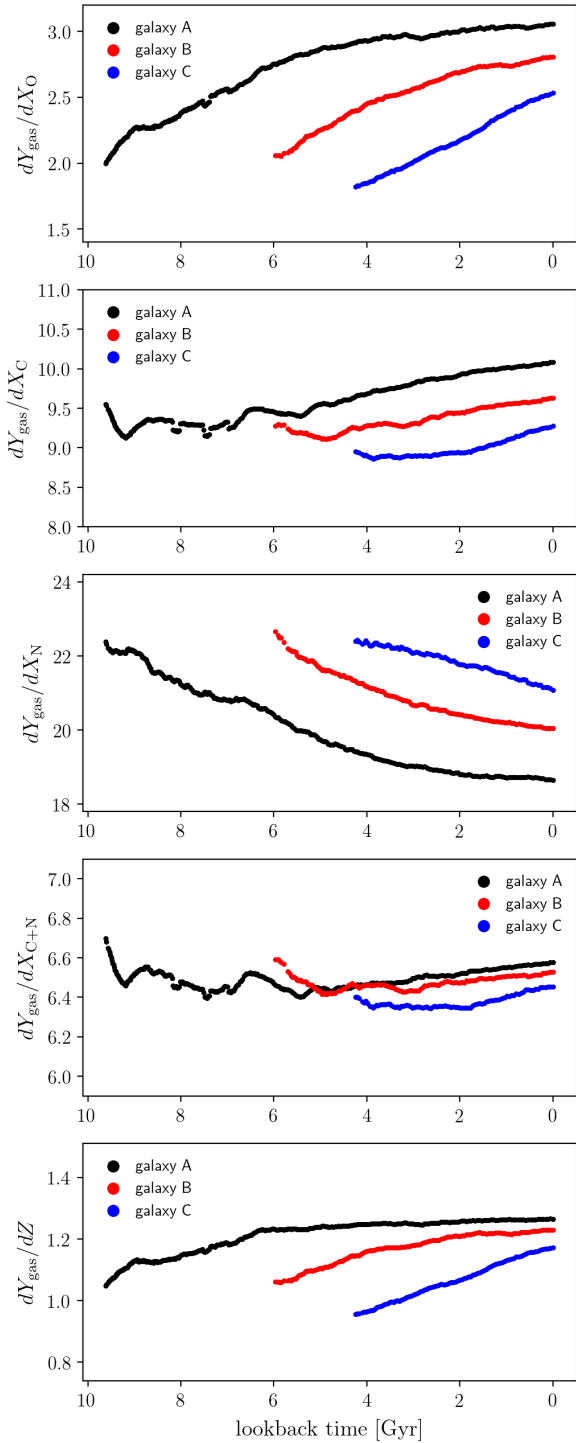 3.0
2.5
2.0
1.5
dY_gas/dX_O
galaxy A
galaxy B
galaxy C
10 8 6 4 2 0
11.0
10.5
10.0
9.5
9.0
8.5
8.0
dY_gas/dX_C
galaxy A
galaxy B
galaxy C
10 8 6 4 2 0
24
22
20
18
dY_gas/dX_N
galaxy A
galaxy B
galaxy C
10 8 6 4 2 0
7.0
6.8
6.6
6.4
6.2
6.0
dY_gas/dX_C+N
galaxy A
galaxy B
galaxy C
10 8 6 4 2 0
1.4
1.2
1.0
0.8
dY_gas/dZ
galaxy A
galaxy B
galaxy C
10 8 6 4 2 0
lookback time [Gyr]